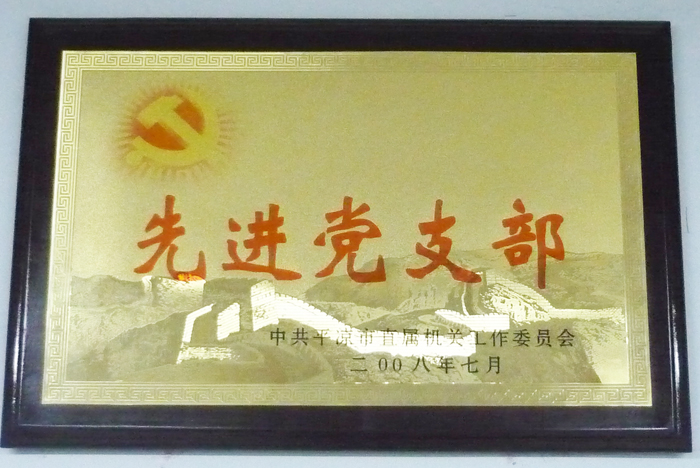 先进党支部
中共平凉市直属机关工作委员会
二00八年七月